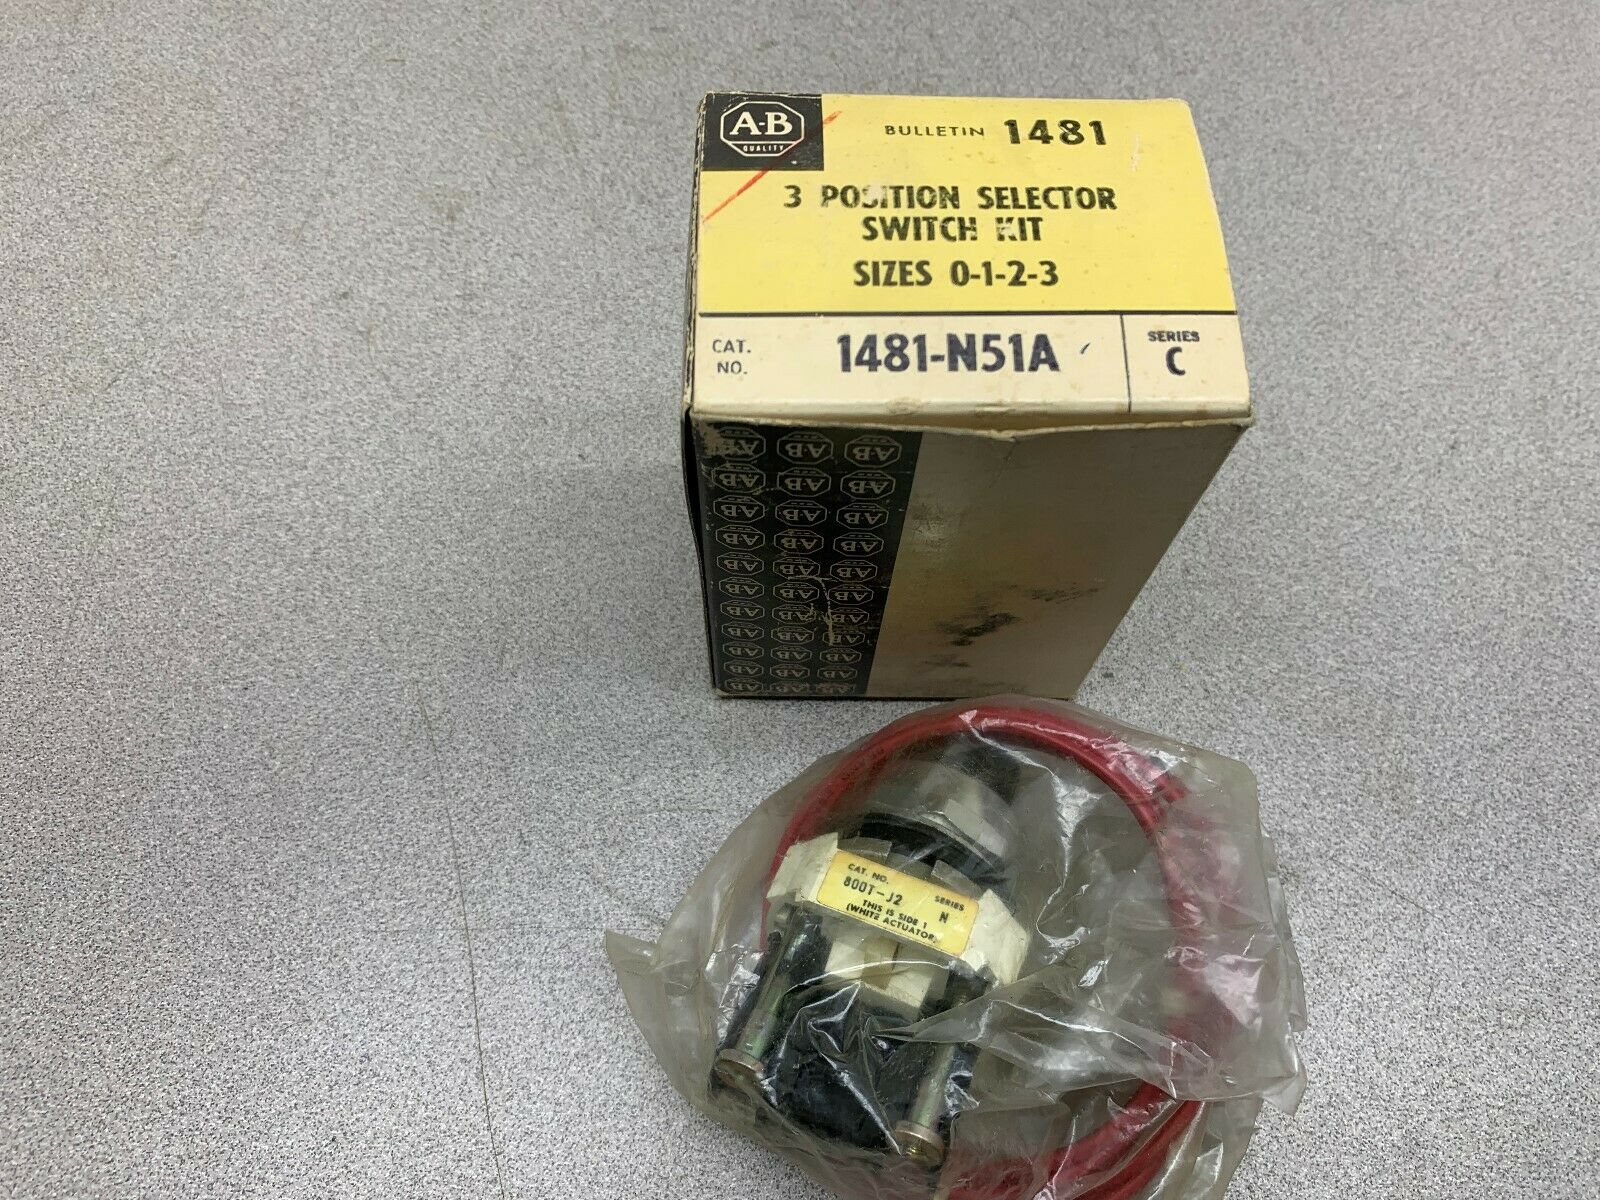 A-B
QUALITY
BULLETIN 1481
3 POSITION SELECTOR
SWITCH KIT
SIZES 0-1-2-3
CAT. NO. 1481-N51A
SERIES C
A-B A-B A-B
A-B A-B A-B
A-B A-B A-B
A-B A-B A-B
A-B A-B A-B
A-B A-B A-B
A-B A-B A-B
A-B A-B A-B
A-B A-B A-B
A-B A-B A-B
CAT. NO.
800T-J2 SERIES N
THIS IS SIDE 1
(WHITE ACTUATOR)